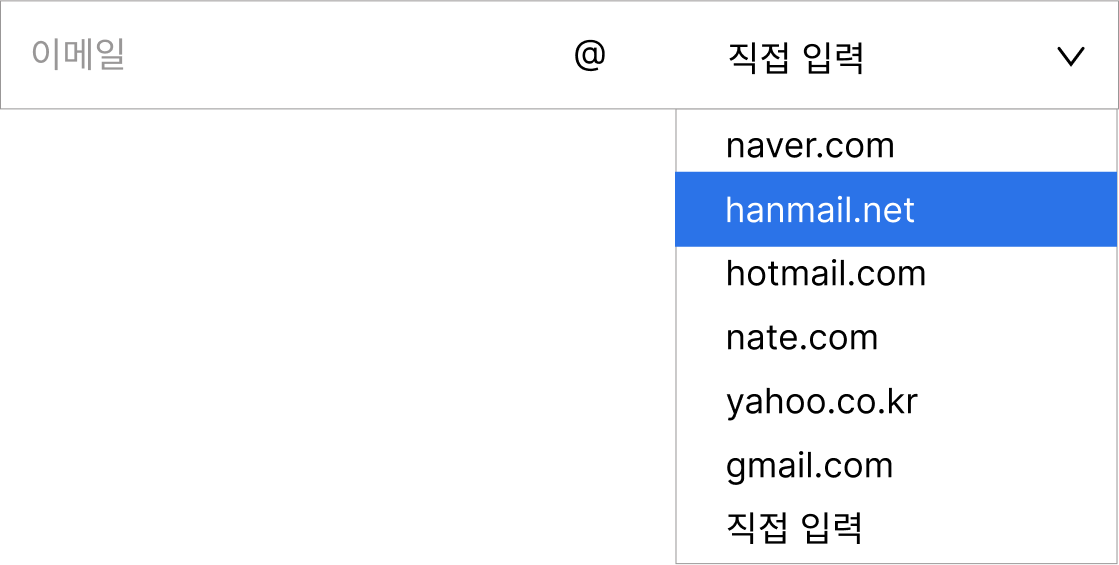 이메일 @ 직접 입력
naver.com
hanmail.net
hotmail.com
nate.com
yahoo.co.kr
gmail.com
직접 입력